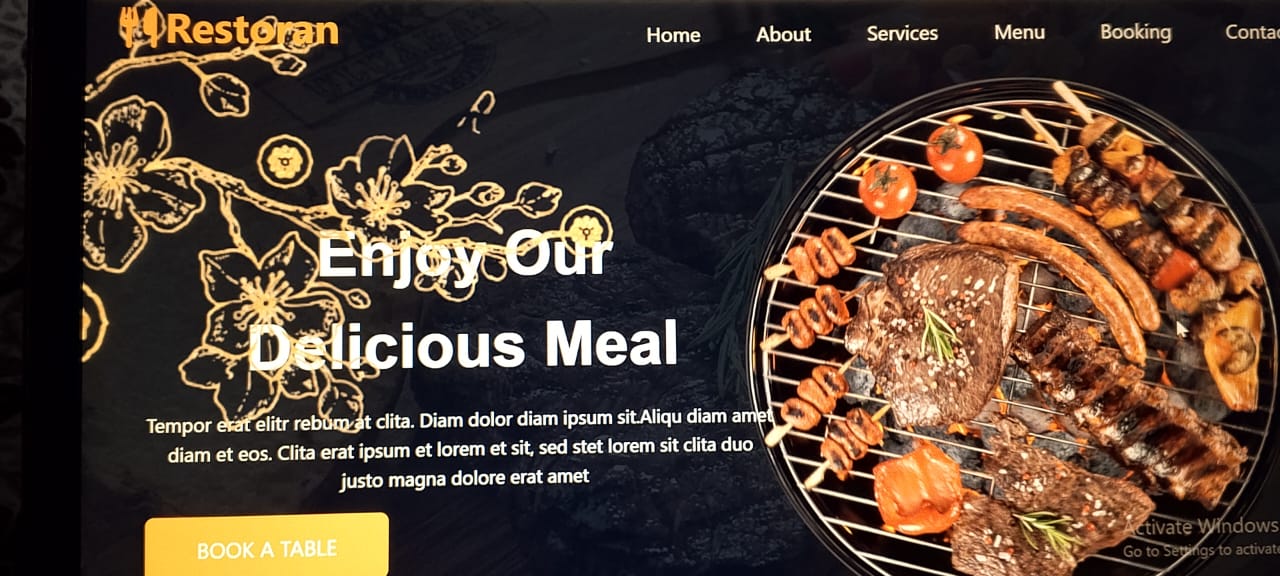 Restoran
Home About Services Menu Booking Contac
Enjoy Our
Delicious Meal
Tempor erat elitr rebum at clita. Diam dolor diam ipsum sit.Aliqu diam amet
diam et eos. Clita erat ipsum et lorem et sit, sed stet lorem sit clita duo
justo magna dolore erat amet
BOOK A TABLE
Activate Windows
Go to Settings to activate